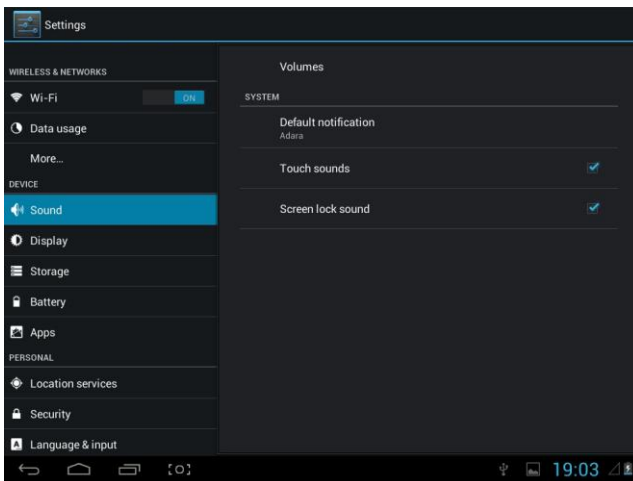 Settings
WIRELESS & NETWORKS
Wi-Fi ON
Data usage
More...
DEVICE
Sound
Display
Storage
Battery
Apps
PERSONAL
Location services
Security
Language & input
Volumes
SYSTEM
Default notification
Adara
Touch sounds
Screen lock sound
19:03